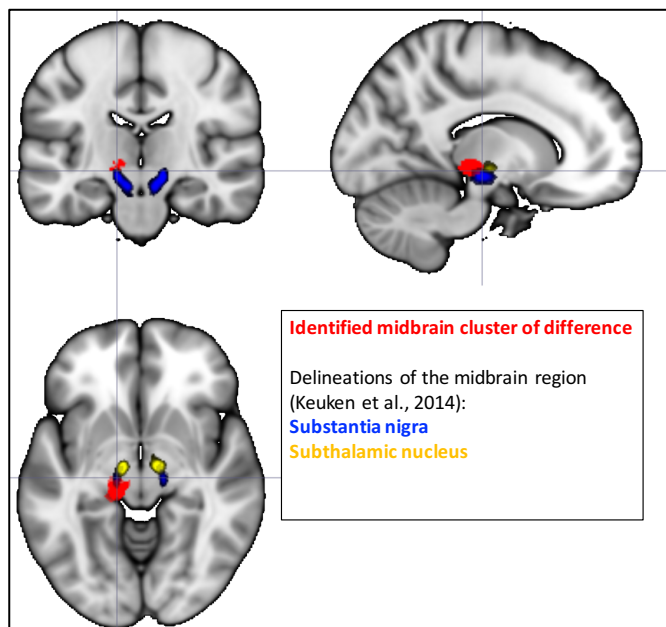 Identified midbrain cluster of difference
Delineations of the midbrain region
(Keuken et al., 2014):
Substantia nigra
Subthalamic nucleus